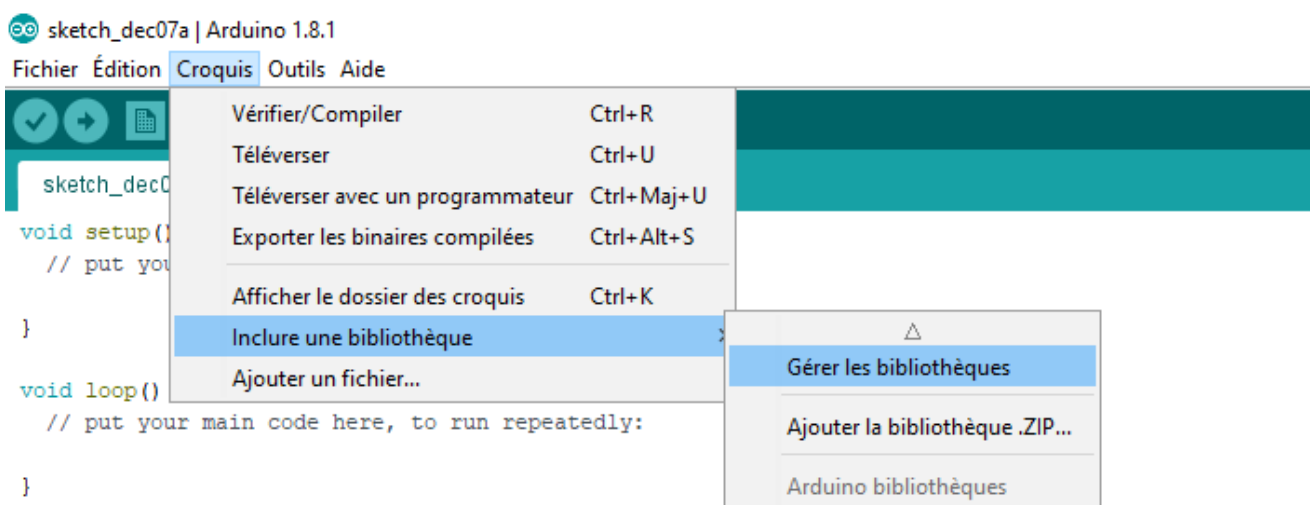 sketch_dec07a | Arduino 1.8.1
Fichier Édition Croquis Outils Aide
Vérifier/Compiler Ctrl+R
Téléverser Ctrl+U
Téléverser avec un programmateur Ctrl+Maj+U
Exporter les binaires compilées Ctrl+Alt+S
Afficher le dossier des croquis Ctrl+K
Inclure une bibliothèque
Ajouter un fichier...
Gérer les bibliothèques
Ajouter la bibliothèque .ZIP...
Arduino bibliothèques
sketch_dec0
void setup()
// put you
}
void loop()
// put your main code here, to run repeatedly:
}